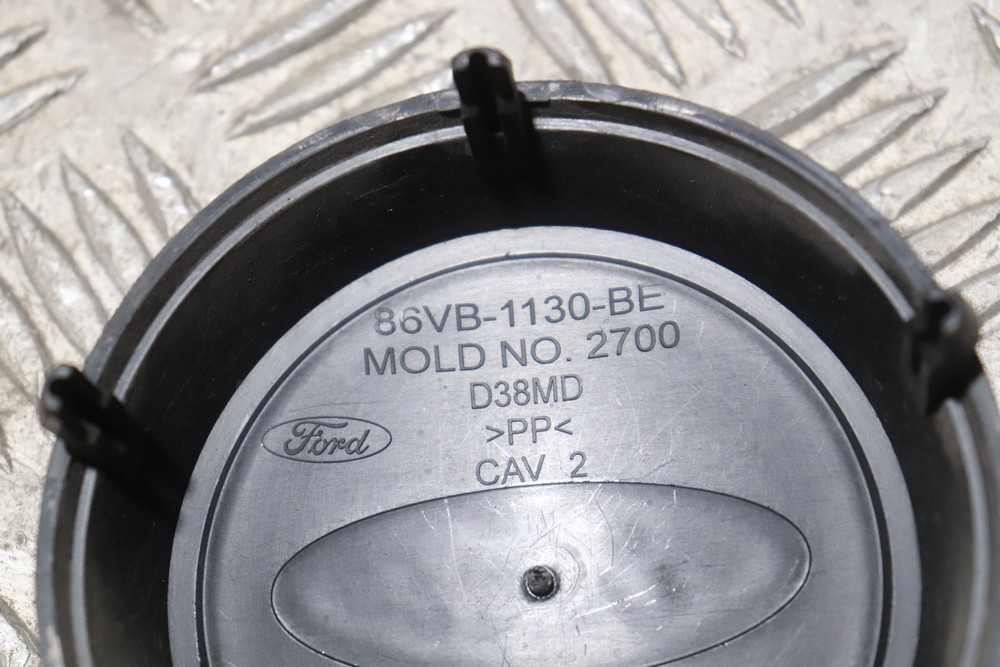 86VB-1130-BE
MOLD NO. 2700
D38MD
>PP<
Ford
CAV 2